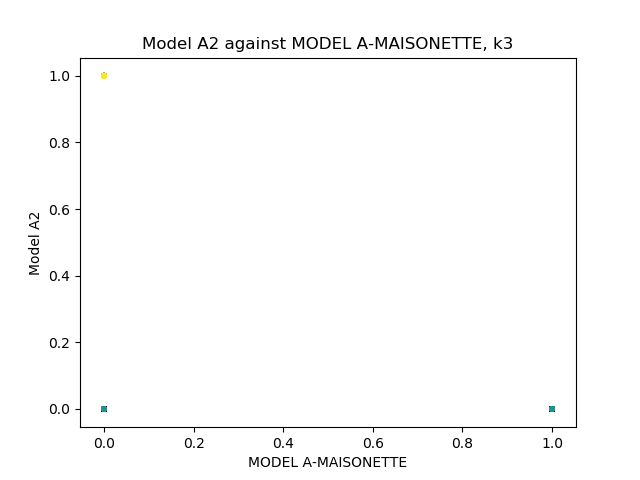 Model A2 against MODEL A-MAISONETTE, k3
1.0
0.8
0.6
0.4
0.2
0.0
Model A2
0.0 0.2 0.4 0.6 0.8 1.0
MODEL A-MAISONETTE